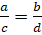 a/c = b/d